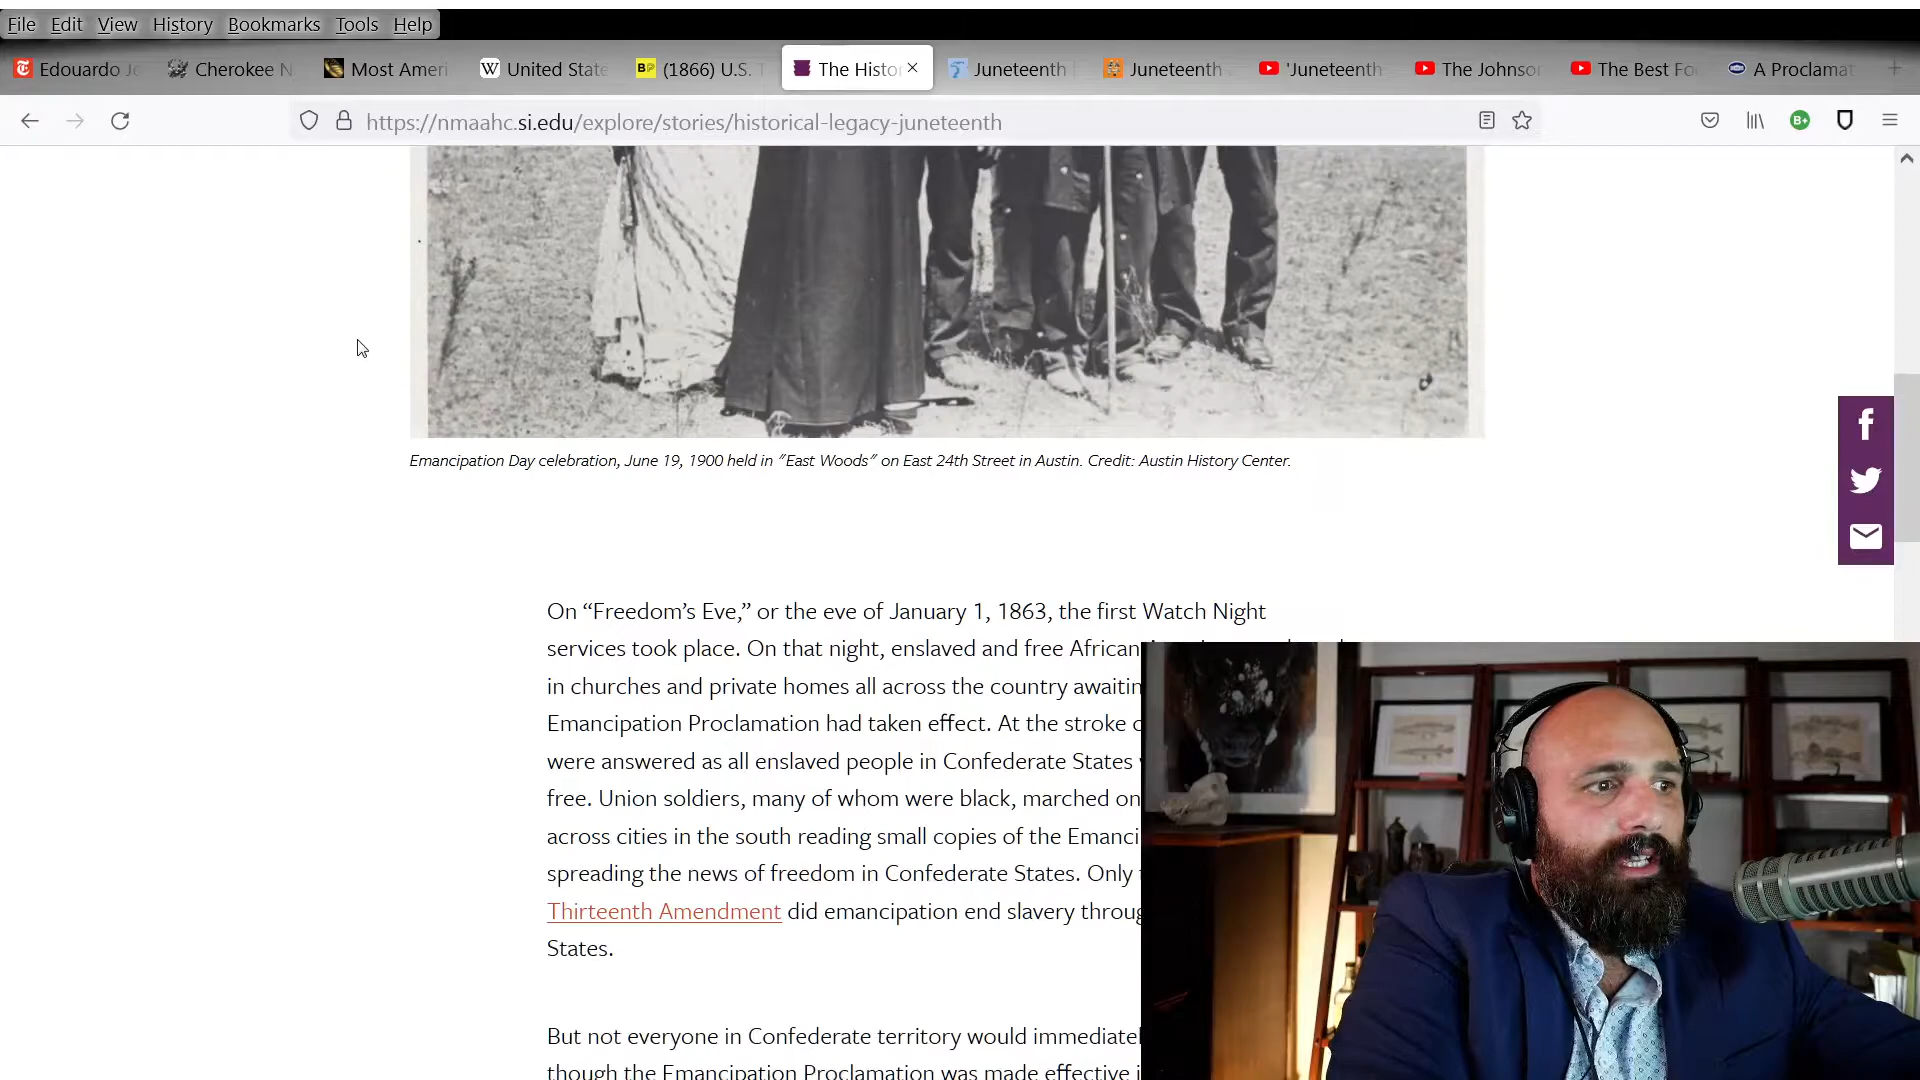 File Edit View History Bookmarks Tools Help
Edouardo Jo Cherokee N Most Ameri United State (1866) U.S. T The Histo Juneteenth Juneteenth 'Juneteenth The Johnso The Best Fo A Proclamat
https://nmaahc.si.edu/explore/stories/historical-legacy-juneteenth
Emancipation Day celebration, June 19, 1900 held in "East Woods" on East 24th Street in Austin. Credit: Austin History Center.
On “Freedom’s Eve,” or the eve of January 1, 1863, the first Watch Night
services took place. On that night, enslaved and free African
in churches and private homes all across the country awaitin
Emancipation Proclamation had taken effect. At the stroke o
were answered as all enslaved people in Confederate States
free. Union soldiers, many of whom were black, marched on
across cities in the south reading small copies of the Emanci
spreading the news of freedom in Confederate States. Only
Thirteenth Amendment did emancipation end slavery throug
States.
But not everyone in Confederate territory would immediatel
though the Emancipation Proclamation was made effective i